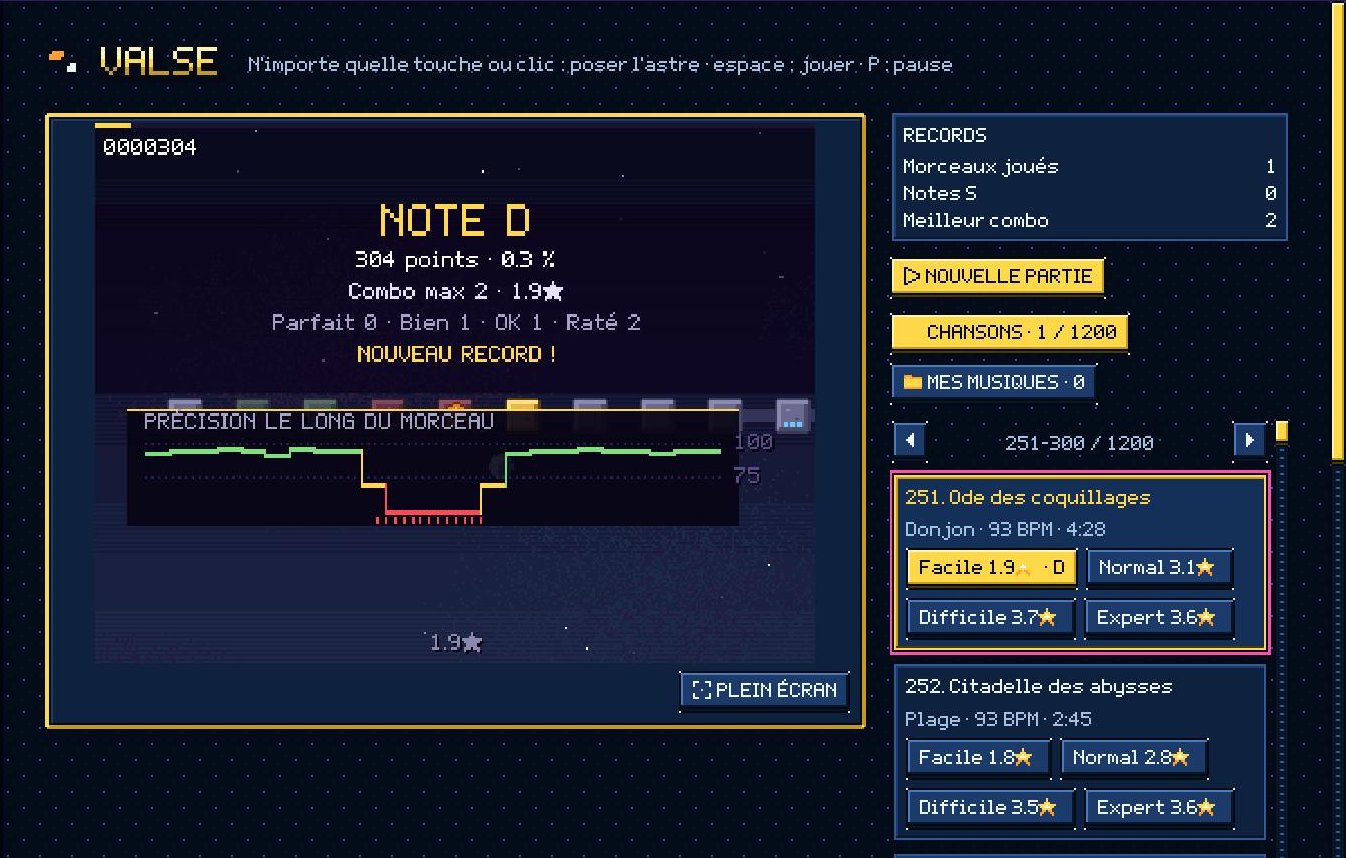 VALSE
N'importe quelle touche ou clic : poser l'astre · espace : jouer · P : pause
0000304
NOTE D
304 points · 0.3 %
Combo max 2 · 1.9★
Parfait 0 · Bien 1 · OK 1 · Raté 2
NOUVEAU RECORD !
PRÉCISION LE LONG DU MORCEAU
100
75
1.9★
PLEIN ÉCRAN
RECORDS
Morceaux joués 1
Notes S 0
Meilleur combo 2
NOUVELLE PARTIE
CHANSONS · 1 / 1200
MES MUSIQUES · 0
251-300 / 1200
251. Ode des coquillages
Donjon · 93 BPM · 4:28
Facile 1.9★ · D Normal 3.1★
Difficile 3.7★ Expert 3.6★
252. Citadelle des abysses
Plage · 93 BPM · 2:45
Facile 1.8★ Normal 2.8★
Difficile 3.5★ Expert 3.6★